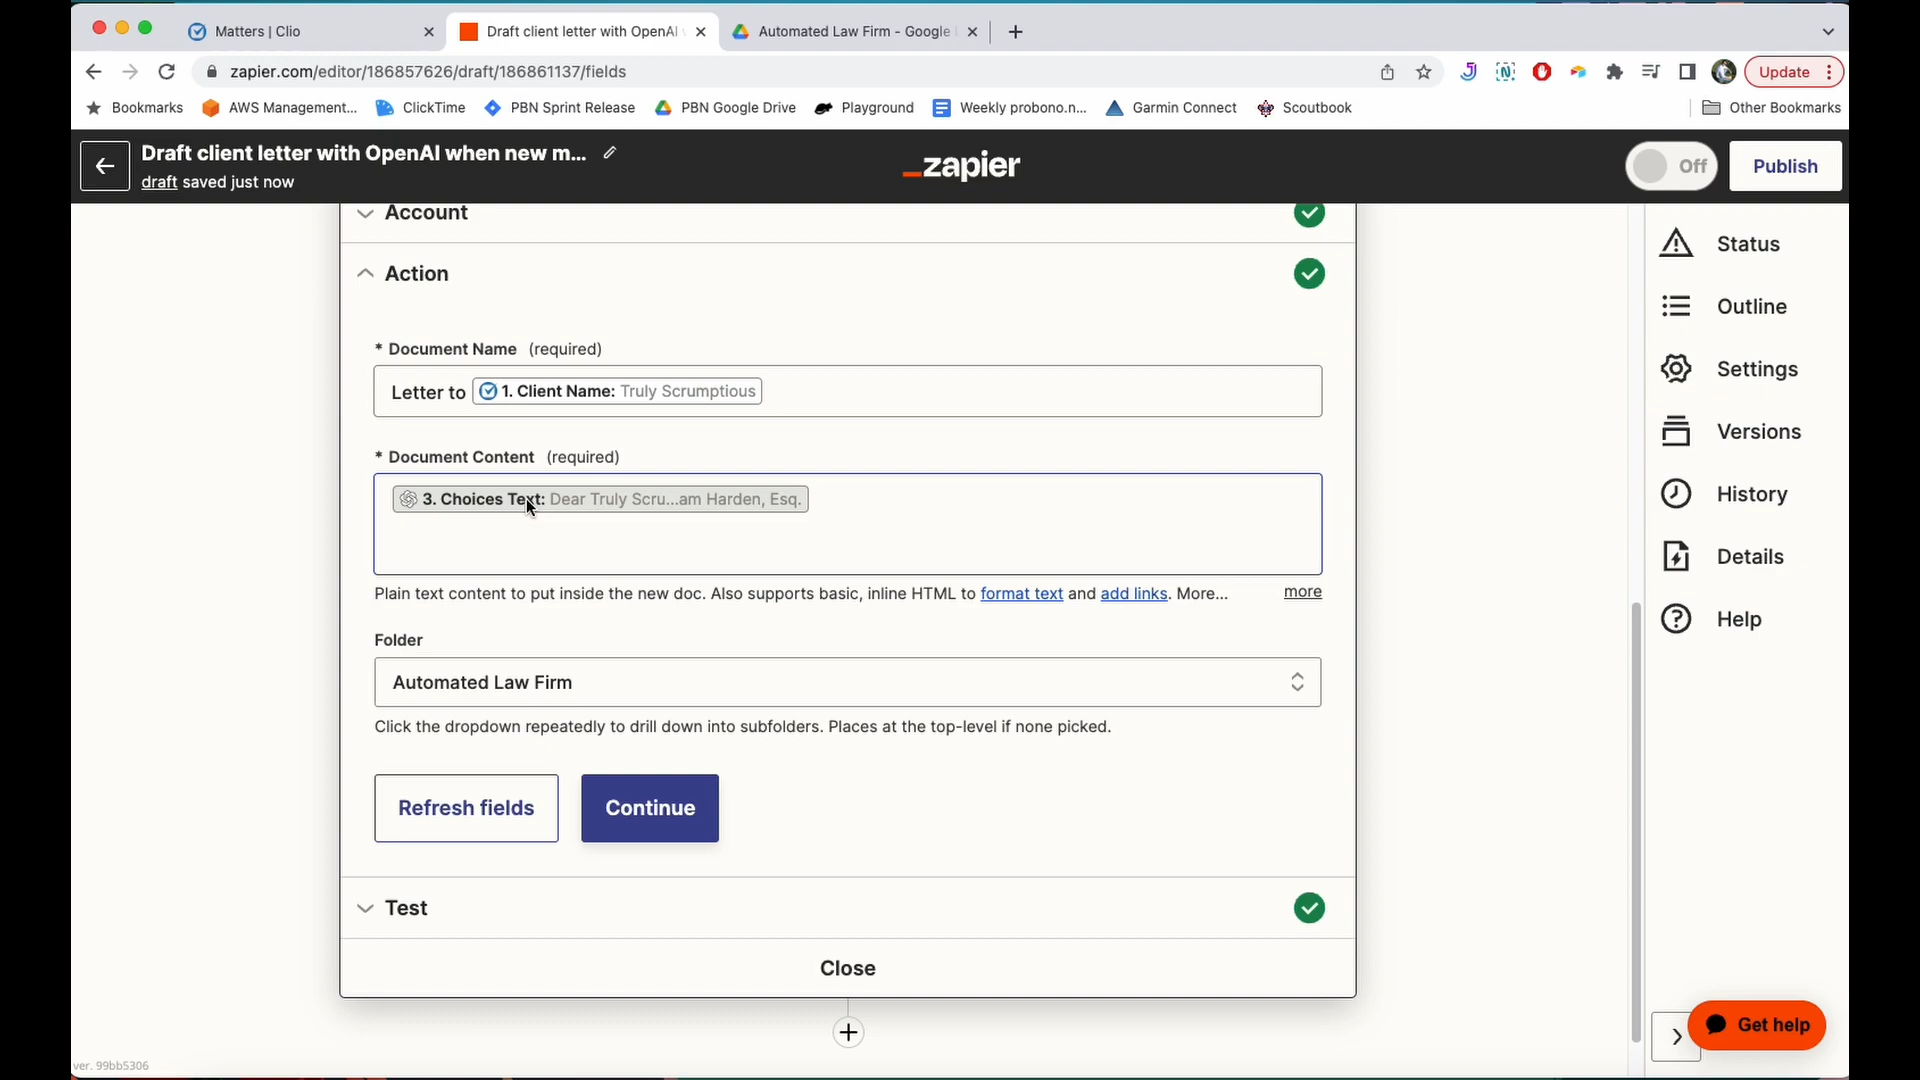 Matters | Clio
Draft client letter with OpenAI
Automated Law Firm - Google
zapier.com/editor/186857626/draft/186861137/fields
Update
Bookmarks
AWS Management...
ClickTime
PBN Sprint Release
PBN Google Drive
Playground
Weekly probono.n...
Garmin Connect
Scoutbook
Other Bookmarks
Draft client letter with OpenAI when new m...
draft saved just now
_zapier
Off
Publish
Account
Action
* Document Name (required)
Letter to 1. Client Name: Truly Scrumptious
* Document Content (required)
3. Choices Text: Dear Truly Scru...am Harden, Esq.
Plain text content to put inside the new doc. Also supports basic, inline HTML to format text and add links. More...
more
Folder
Automated Law Firm
Click the dropdown repeatedly to drill down into subfolders. Places at the top-level if none picked.
Refresh fields
Continue
Test
Close
Status
Outline
Settings
Versions
History
Details
Help
Get help
ver. 99bb5306